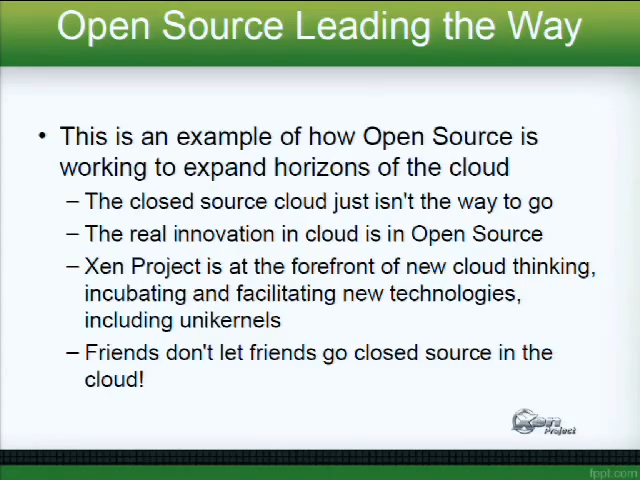 Open Source Leading the Way
• This is an example of how Open Source is
working to expand horizons of the cloud
– The closed source cloud just isn't the way to go
– The real innovation in cloud is in Open Source
– Xen Project is at the forefront of new cloud thinking,
incubating and facilitating new technologies,
including unikernels
– Friends don't let friends go closed source in the
cloud!
Xen
Project
fppt.com